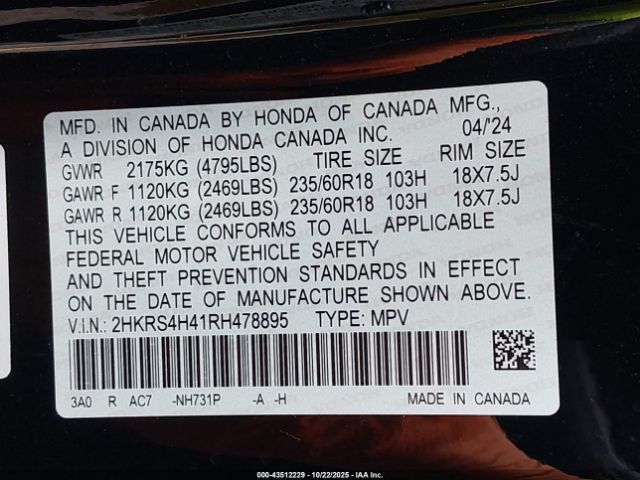 MFD. IN CANADA BY HONDA OF CANADA MFG.,
A DIVISION OF HONDA CANADA INC. 04/'24
GVWR 2175KG (4795LBS) TIRE SIZE RIM SIZE
GAWR F 1120KG (2469LBS) 235/60R18 103H 18X7.5J
GAWR R 1120KG (2469LBS) 235/60R18 103H 18X7.5J
THIS VEHICLE CONFORMS TO ALL APPLICABLE
FEDERAL MOTOR VEHICLE SAFETY
AND THEFT PREVENTION STANDARDS IN EFFECT
ON THE DATE OF MANUFACTURE SHOWN ABOVE.
V.I.N.: 2HKRS4H41RH478895 TYPE: MPV
3A0 R AC7 -NH731P -A -H MADE IN CANADA
000-43512229 - 10/22/2025 - IAA Inc.